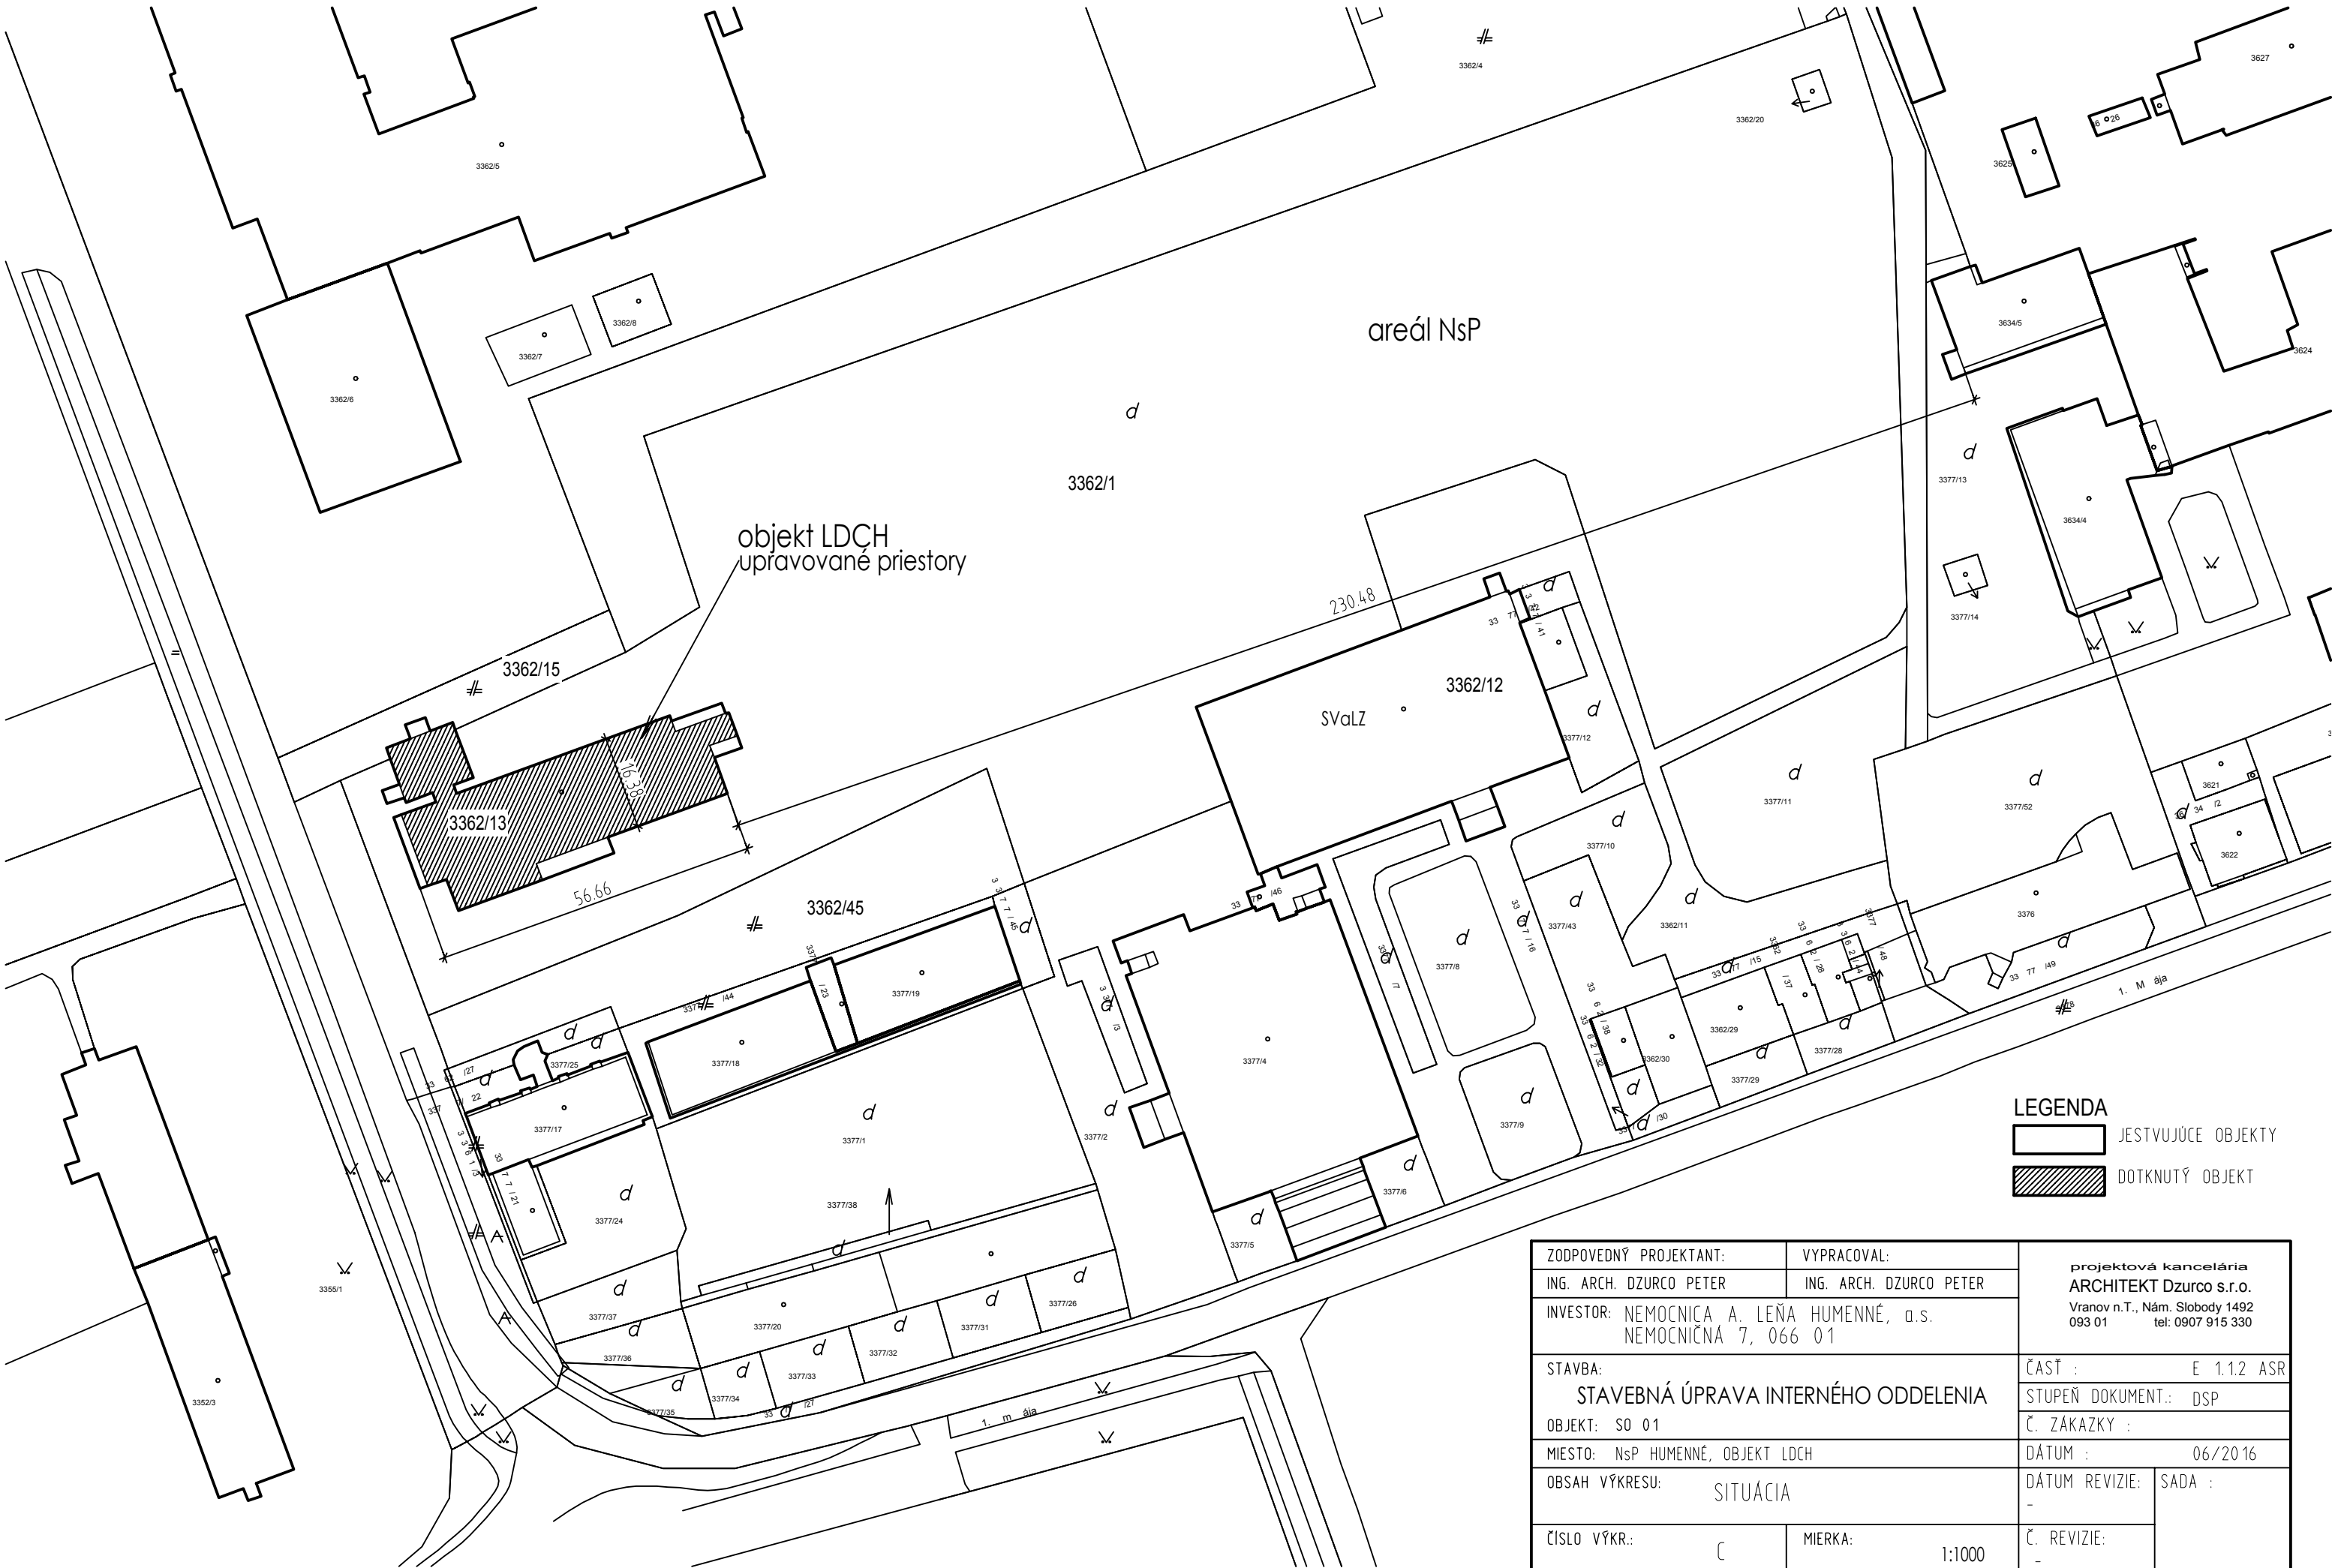 3362/4
3627
3362/20
3362/5
3625
areál NsP
3362/8
3362/7
3634/5
3624
3362/6
d
3362/1
d
3377/13
3634/4
objekt LDCH
upravované priestory
230.48
d
3377/14
3362/15
3362/12
SVaLZ
d
3377/12
16.38
3362/13
d
3377/11
d
3377/52
3621
d
3622
d
3377/10
56.66
3362/45
d
3377/43
d
3362/11
3376
d
3377/8
d
3377/19
3377/18
3377/4
d
3377/25
3362/29
3362/30
3377/28
3377/29
1. M ája
d
3377/9
3377/17
d
3377/1
d
3377/2
LEGENDA
JESTVUJÚCE OBJEKTY
DOTKNUTÝ OBJEKT
d
3377/6
d
3377/24
3377/38
d
3377/5
3355/1
d
3377/37
3377/20
d
3377/26
d
3377/31
d
3377/32
d
3377/36
d
3377/33
d
3377/34
d
3377/35
1. m ája
3352/3
ZODPOVEDNÝ PROJEKTANT:
VYPRACOVAL:
ING. ARCH. DZURCO PETER
ING. ARCH. DZURCO PETER
projektová kancelária
ARCHITEKT Dzurco s.r.o.
Vranov n.T., Nám. Slobody 1492
093 01 tel: 0907 915 330
INVESTOR: NEMOCNICA A. LEŇA HUMENNÉ, a.s.
NEMOCNIČNÁ 7, 066 01
STAVBA:
STAVEBNÁ ÚPRAVA INTERNÉHO ODDELENIA
OBJEKT: SO 01
MIESTO: NsP HUMENNÉ, OBJEKT LDCH
OBSAH VÝKRESU: SITUÁCIA
ČÍSLO VÝKR.: C
MIERKA: 1:1000
ČASŤ : E 1.1.2 ASR
STUPEŇ DOKUMENT.: DSP
Č. ZÁKAZKY :
DÁTUM : 06/2016
DÁTUM REVIZIE: -
SADA :
Č. REVIZIE: -